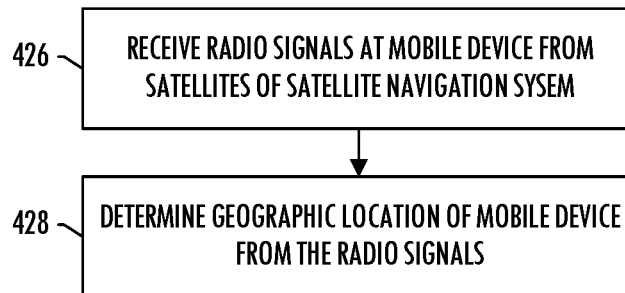 426
RECEIVE RADIO SIGNALS AT MOBILE DEVICE FROM
SATELLITES OF SATELLITE NAVIGATION SYSEM
428
DETERMINE GEOGRAPHIC LOCATION OF MOBILE DEVICE
FROM THE RADIO SIGNALS